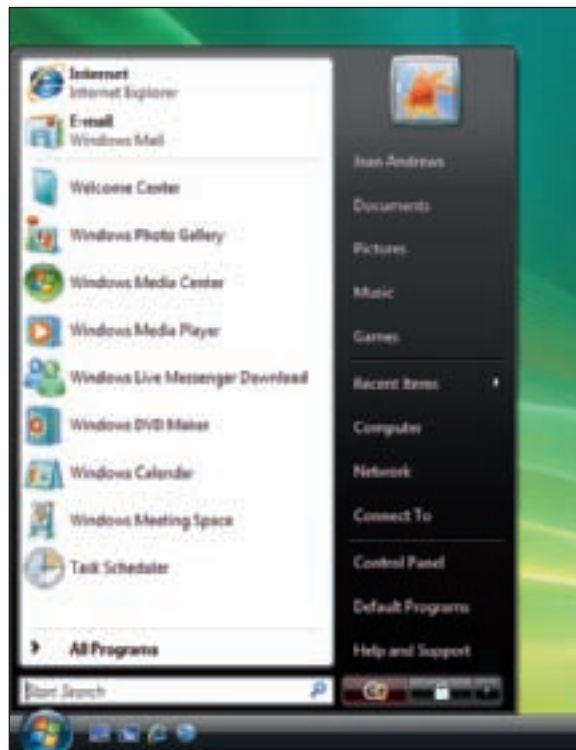 Internet
Internet Explorer
E-mail
Windows Mail
Welcome Center
Windows Photo Gallery
Windows Media Center
Windows Media Player
Windows Live Messenger Download
Windows DVD Maker
Windows Calendar
Windows Meeting Space
Task Scheduler
All Programs
Start Search
Joan Andrews
Documents
Pictures
Music
Games
Recent Items
Computer
Network
Connect To
Control Panel
Default Programs
Help and Support